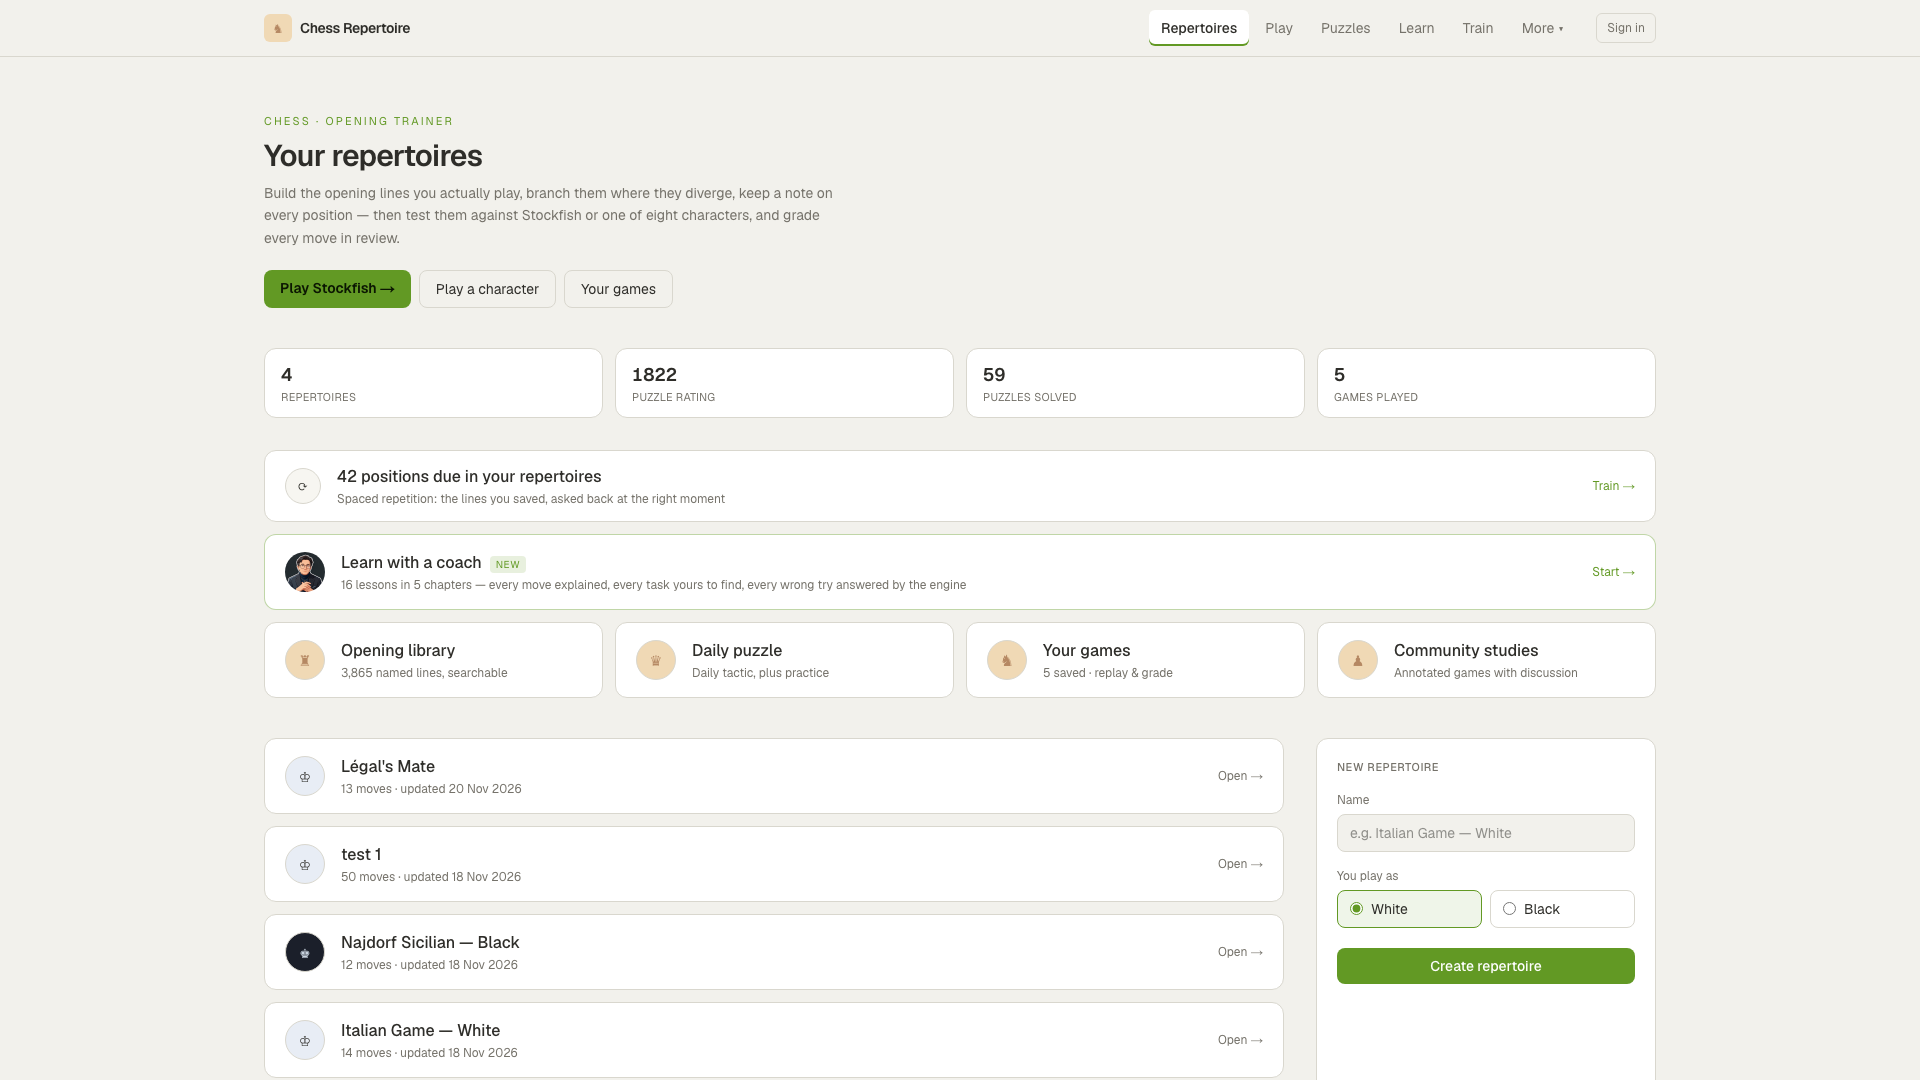 Chess Repertoire
Repertoires
Play
Puzzles
Learn
Train
More ▾
Sign in
CHESS · OPENING TRAINER
Your repertoires
Build the opening lines you actually play, branch them where they diverge, keep a note on
every position — then test them against Stockfish or one of eight characters, and grade
every move in review.
Play Stockfish →
Play a character
Your games
4
REPERTOIRES
1822
PUZZLE RATING
59
PUZZLES SOLVED
5
GAMES PLAYED
42 positions due in your repertoires
Spaced repetition: the lines you saved, asked back at the right moment
Train →
Learn with a coach NEW
16 lessons in 5 chapters — every move explained, every task yours to find, every wrong try answered by the engine
Start →
Opening library
3,865 named lines, searchable
Daily puzzle
Daily tactic, plus practice
Your games
5 saved · replay & grade
Community studies
Annotated games with discussion
Légal's Mate
13 moves · updated 20 Nov 2026
Open →
test 1
50 moves · updated 18 Nov 2026
Open →
Najdorf Sicilian — Black
12 moves · updated 18 Nov 2026
Open →
Italian Game — White
14 moves · updated 18 Nov 2026
Open →
NEW REPERTOIRE
Name
e.g. Italian Game — White
You play as
White
Black
Create repertoire